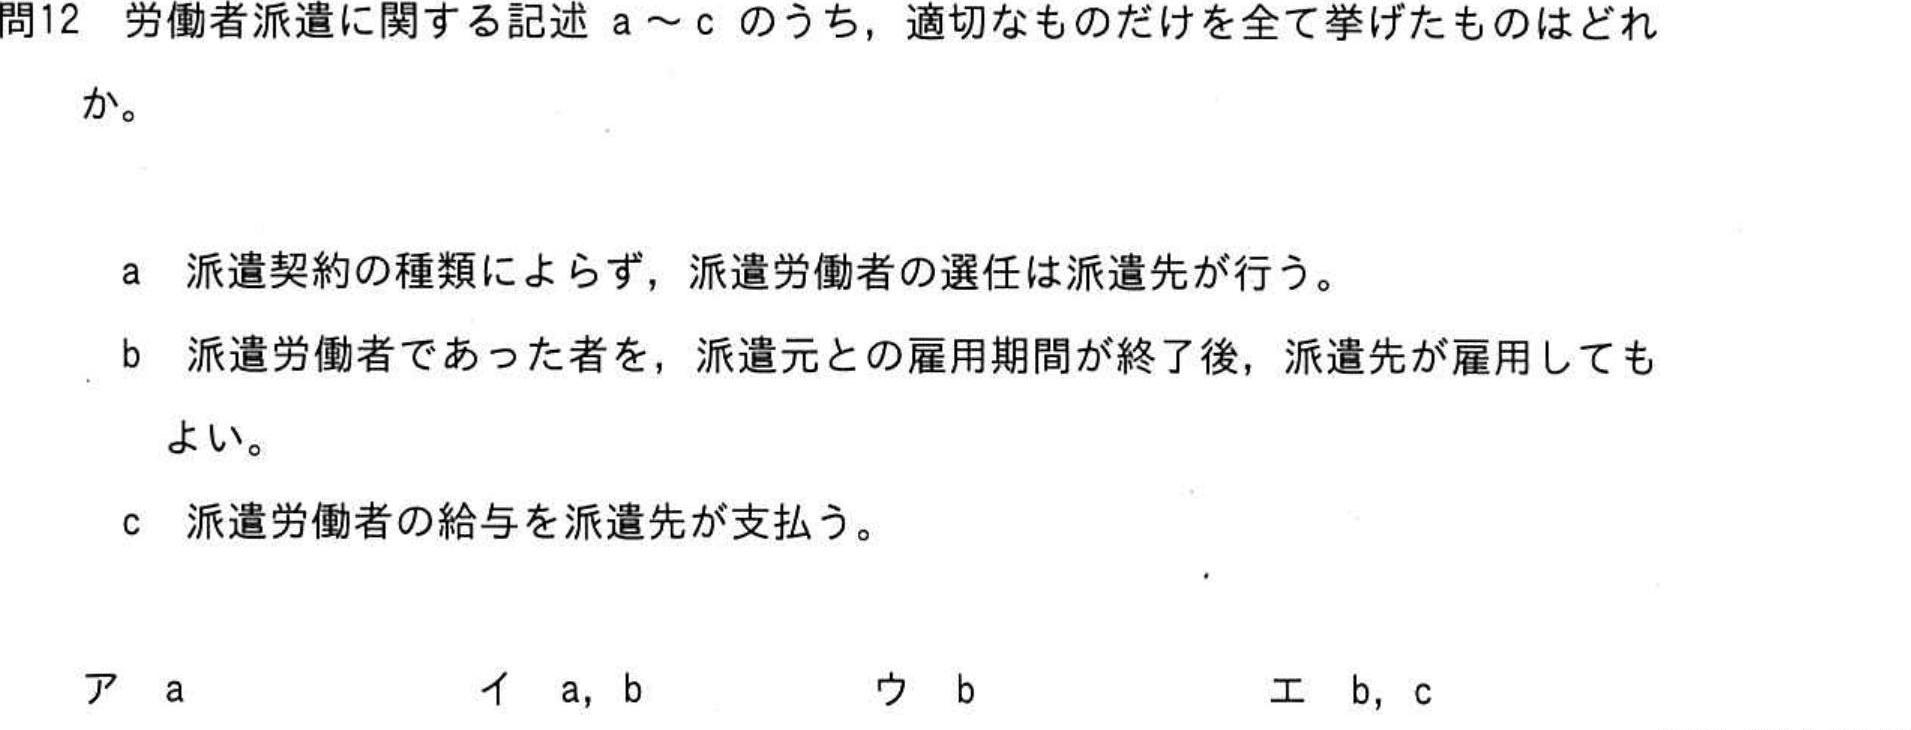 問12 労働者派遣に関する記述 a～c のうち，適切なものだけを全て挙げたものはどれ
か。
a 派遣契約の種類によらず，派遣労働者の選任は派遣先が行う。
b 派遣労働者であった者を，派遣元との雇用期間が終了後，派遣先が雇用しても
よい。
c 派遣労働者の給与を派遣先が支払う。
ア a イ a，b ウ b エ b，c